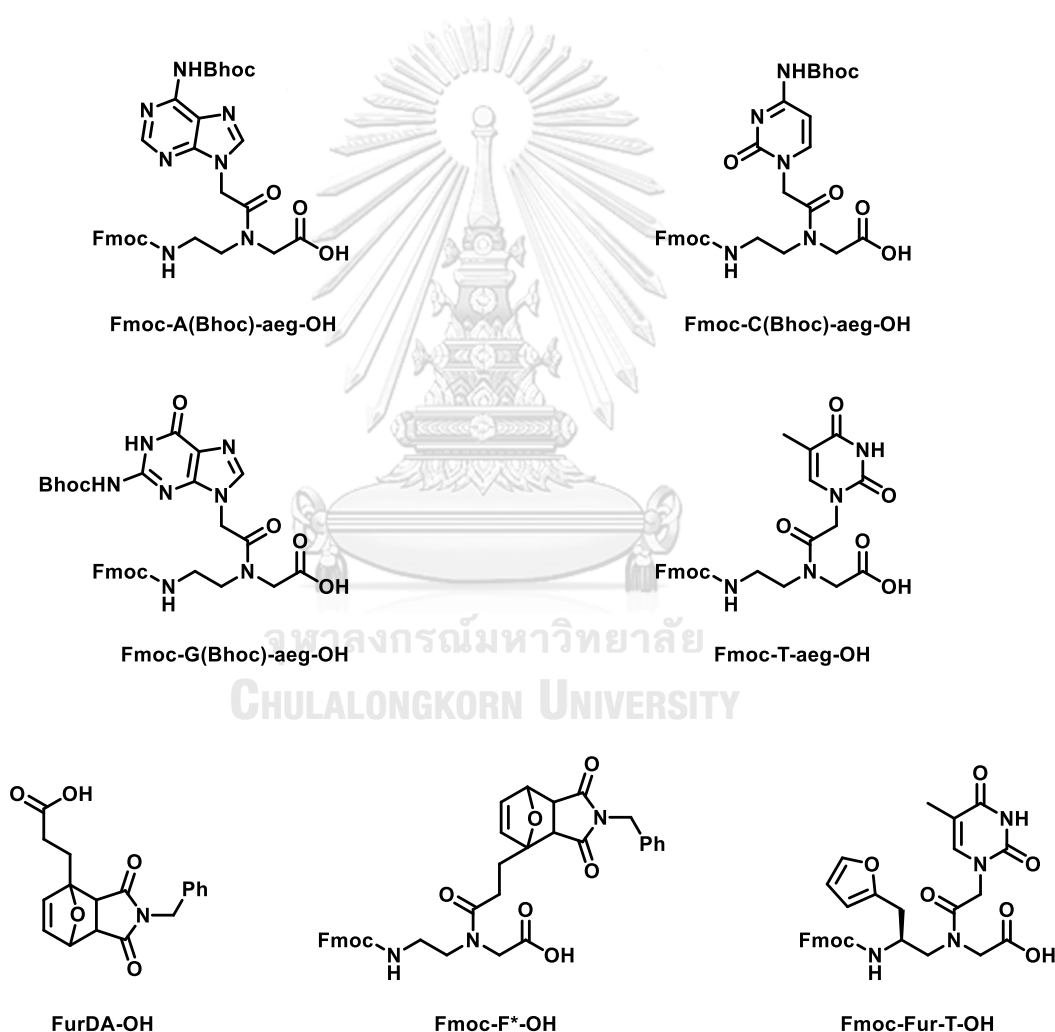 NHBhoc
N
N
N
N
O
O
Fmoc
N
H
N
OH
Fmoc-A(Bhoc)-aeg-OH
NHBhoc
N
O
N
O
O
Fmoc
N
H
N
OH
Fmoc-C(Bhoc)-aeg-OH
O
HN
N
BhocHN
N
N
O
O
Fmoc
N
H
N
OH
Fmoc-G(Bhoc)-aeg-OH
O
NH
N
O
O
O
Fmoc
N
H
N
OH
Fmoc-T-aeg-OH
จุฬาลงกรณ์มหาวิทยาลัย
CHULALONGKORN UNIVERSITY
O
OH
O
O
N
Ph
O
FurDA-OH
O
O
N
Ph
O
O
O
Fmoc
N
H
N
OH
Fmoc-F*-OH
O
NH
N
O
O
O
O
Fmoc
N
H
N
OH
Fmoc-Fur-T-OH